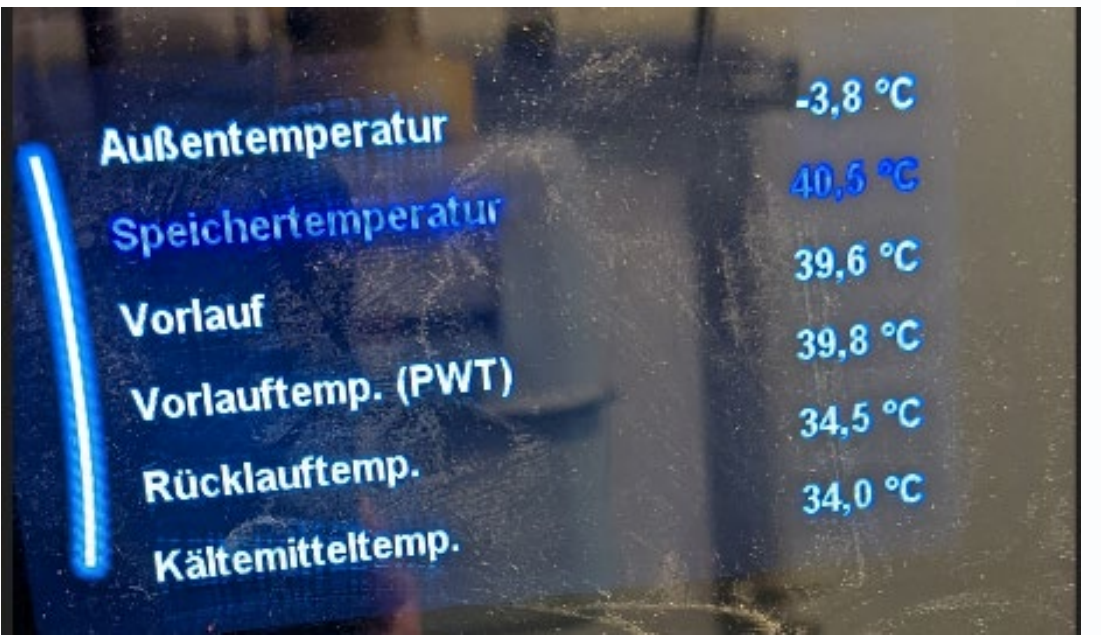 Außentemperatur -3,8 °C
Speichertemperatur 40,5 °C
Vorlauf 39,6 °C
Vorlauftemp. (PWT) 39,8 °C
Rücklauftemp. 34,5 °C
Kältemitteltemp. 34,0 °C